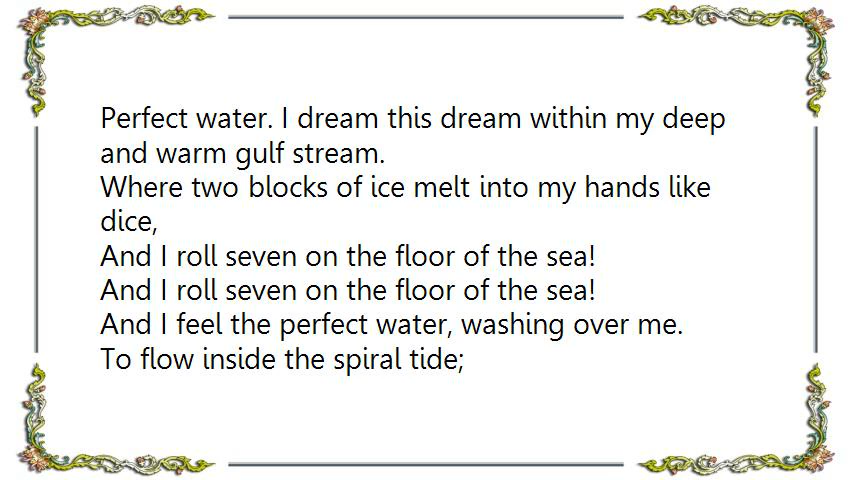 Perfect water. I dream this dream within my deep
and warm gulf stream.
Where two blocks of ice melt into my hands like
dice,
And I roll seven on the floor of the sea!
And I roll seven on the floor of the sea!
And I feel the perfect water, washing over me.
To flow inside the spiral tide;